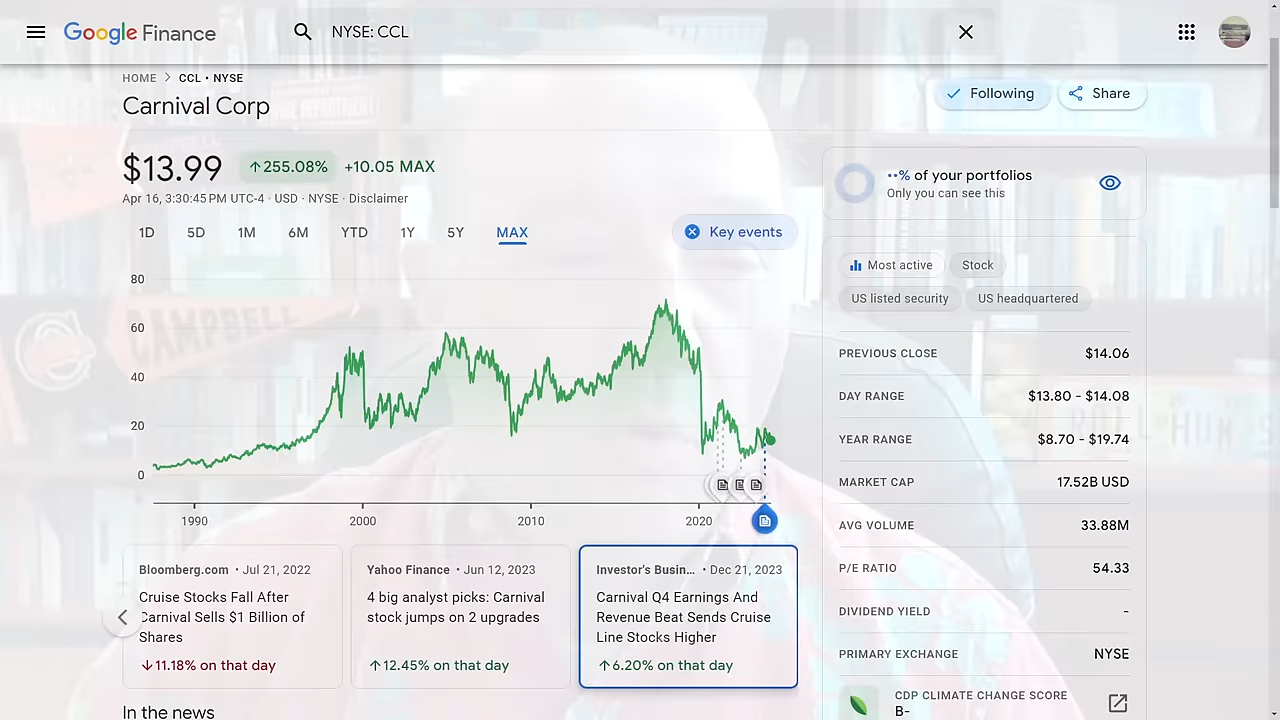 Google Finance
NYSE: CCL
HOME > CCL • NYSE
Carnival Corp
Following
Share
$13.99
↑255.08%
+10.05 MAX
Apr 16, 3:30:45 PM UTC-4 · USD · NYSE · Disclaimer
1D 5D 1M 6M YTD 1Y 5Y MAX
Key events
80
60
40
20
0
1990 2000 2010 2020
Bloomberg.com • Jul 21, 2022
Cruise Stocks Fall After
Carnival Sells $1 Billion of
Shares
↓11.18% on that day
Yahoo Finance • Jun 12, 2023
4 big analyst picks: Carnival
stock jumps on 2 upgrades
↑12.45% on that day
Investor's Busin... • Dec 21, 2023
Carnival Q4 Earnings And
Revenue Beat Sends Cruise
Line Stocks Higher
↑6.20% on that day
In the news
••% of your portfolios
Only you can see this
Most active
Stock
US listed security
US headquartered
PREVIOUS CLOSE $14.06
DAY RANGE $13.80 - $14.08
YEAR RANGE $8.70 - $19.74
MARKET CAP 17.52B USD
AVG VOLUME 33.88M
P/E RATIO 54.33
DIVIDEND YIELD -
PRIMARY EXCHANGE NYSE
CDP CLIMATE CHANGE SCORE
B-
CAMPBELL